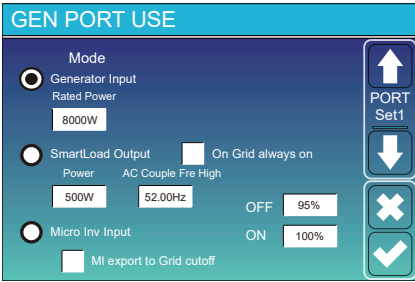 GEN PORT USE
Mode
Generator Input
Rated Power
8000W
PORT
Set1
SmartLoad Output On Grid always on
Power AC Couple Fre High
500W 52.00Hz
OFF 95%
Micro Inv Input ON 100%
MI export to Grid cutoff